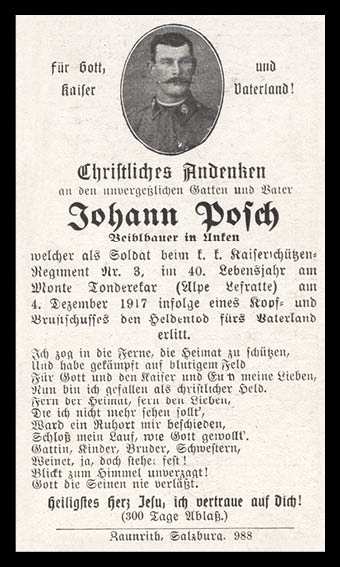 für Gott, und
Kaiser Vaterland!
Christliches Andenken
an den unvergeßlichen Gatten und Vater
Johann Posch
Veiblbauer in Unken
welcher als Soldat beim k. k. Kaiserschützen-
Regiment Nr. 3, im 40. Lebensjahr am
Monte Tonderekar (Alpe Lefratte) am
4. Dezember 1917 infolge eines Kopf- und
Brustschusses den Heldentod fürs Vaterland
erlitt.
Ich zog in die Ferne, die Heimat zu schützen,
Und habe gekämpft auf blutigem Feld
Für Gott und den Kaiser und Euch meine Lieben,
Nun bin ich gefallen als christlicher Held.
Fern der Heimat, fern den Lieben,
Die ich nicht mehr sehen sollt',
Ward ein Ruhort mir beschieden,
Schloß mein Lauf, wie Gott gewollt'.
Gattin, Kinder, Bruder, Schwestern,
Weinet, ja, doch stehet fest!
Blickt zum Himmel unverzagt!
Gott die Seinen nie verläßt.
Heiligstes Herz Jesu, ich vertraue auf Dich!
(300 Tage Ablaß.)
Raunrith, Salzburg. 988